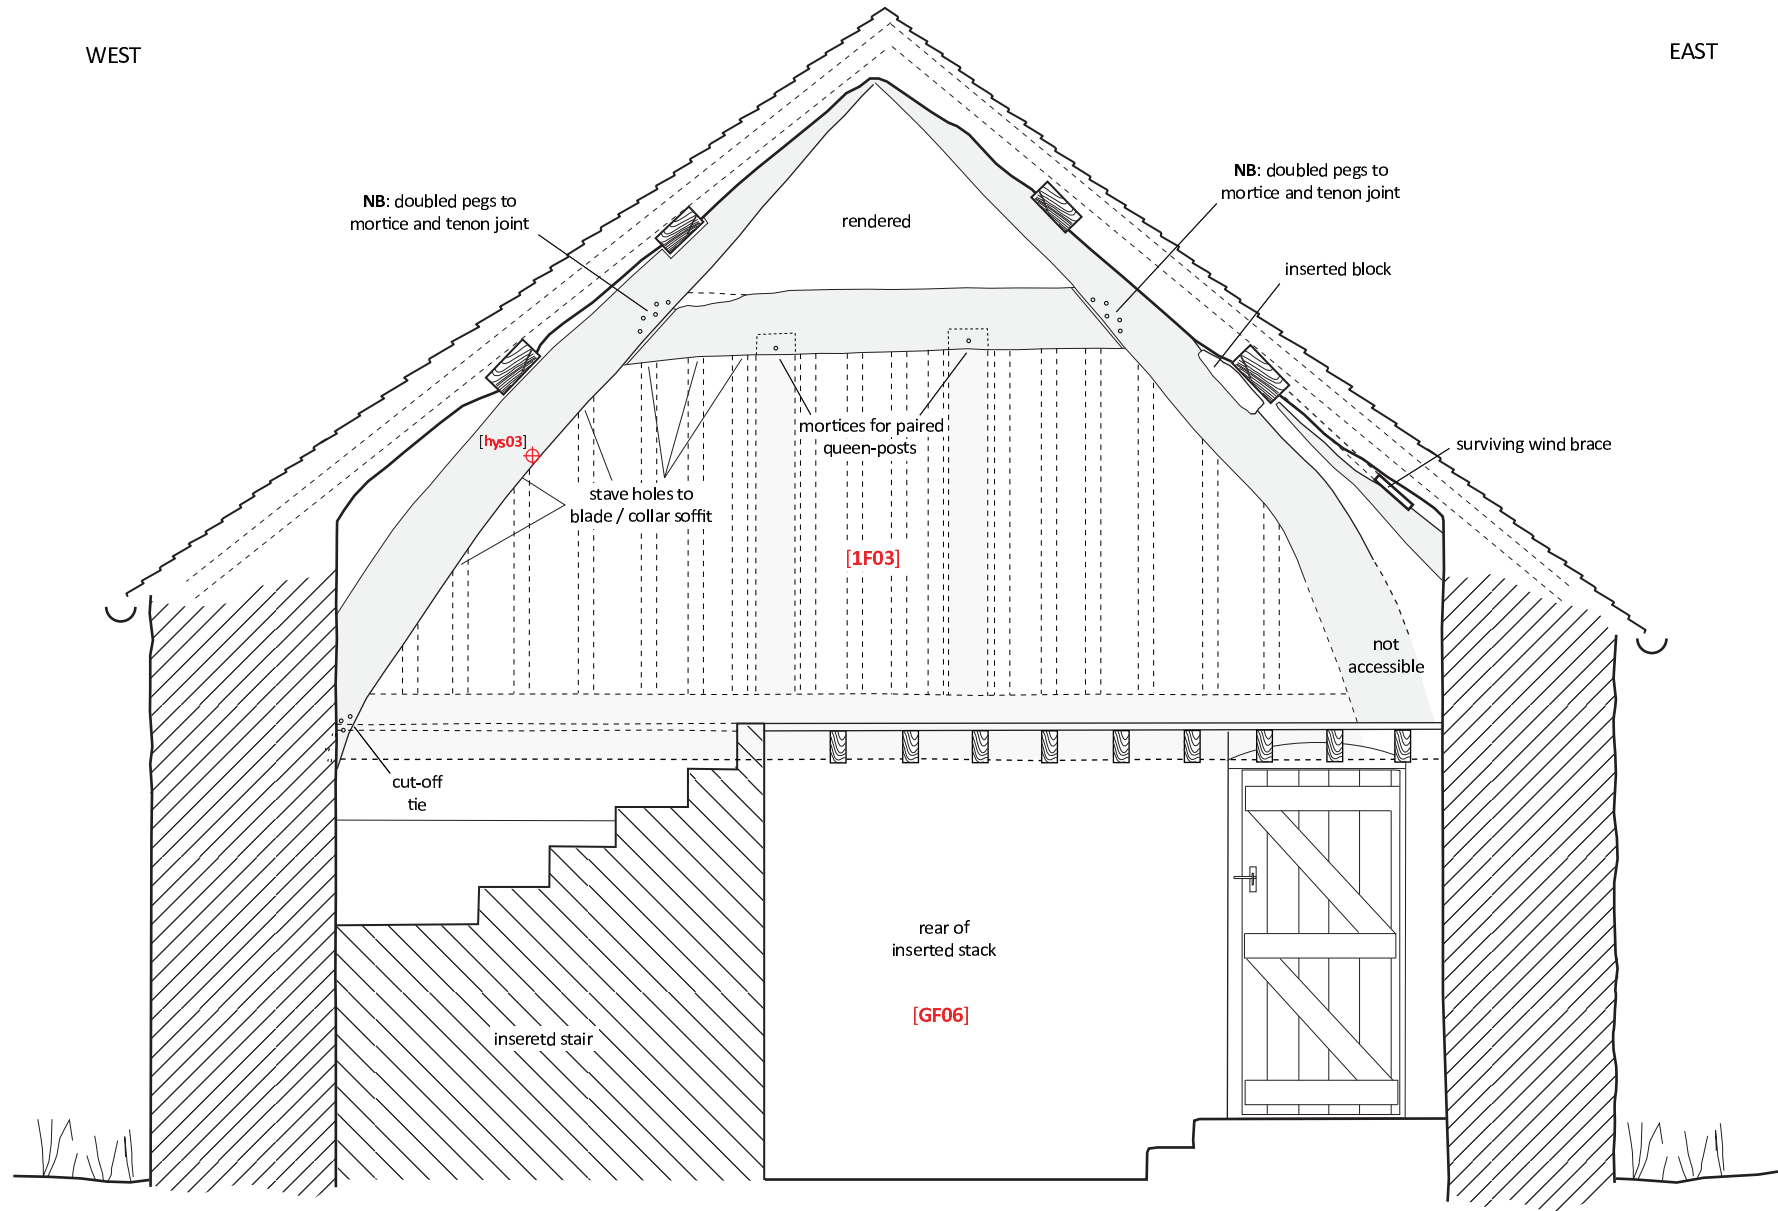 WEST
EAST
NB: doubled pegs to
mortice and tenon joint
NB: doubled pegs to
mortice and tenon joint
rendered
inserted block
[hys03]
mortices for paired
queen-posts
surviving wind brace
stave holes to
blade / collar soffit
[1F03]
not
accessible
cut-off
tie
rear of
inserted stack
[GF06]
inseretd stair